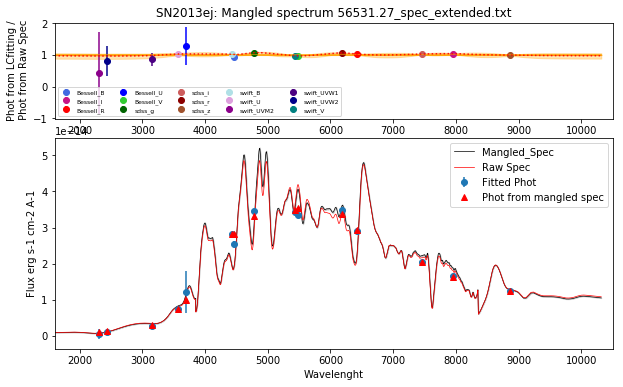 SN2013ej: Mangled spectrum 56531.27_spec_extended.txt
Phot from LCfitting /
Phot from Raw Spec
2
1
0
−1
Bessell_B
Bessell_I
Bessell_R
Bessell_U
Bessell_V
sdss_g
sdss_i
sdss_r
sdss_z
swift_B
swift_U
swift_UVM2
swift_UVW1
swift_UVW2
swift_V
2000 3000 4000 5000 6000 7000 8000 9000 10000
1e−14
Flux erg s-1 cm-2 A-1
5
4
3
2
1
0
Mangled_Spec
Raw Spec
Fitted Phot
Phot from mangled spec
2000 3000 4000 5000 6000 7000 8000 9000 10000
Wavelenght